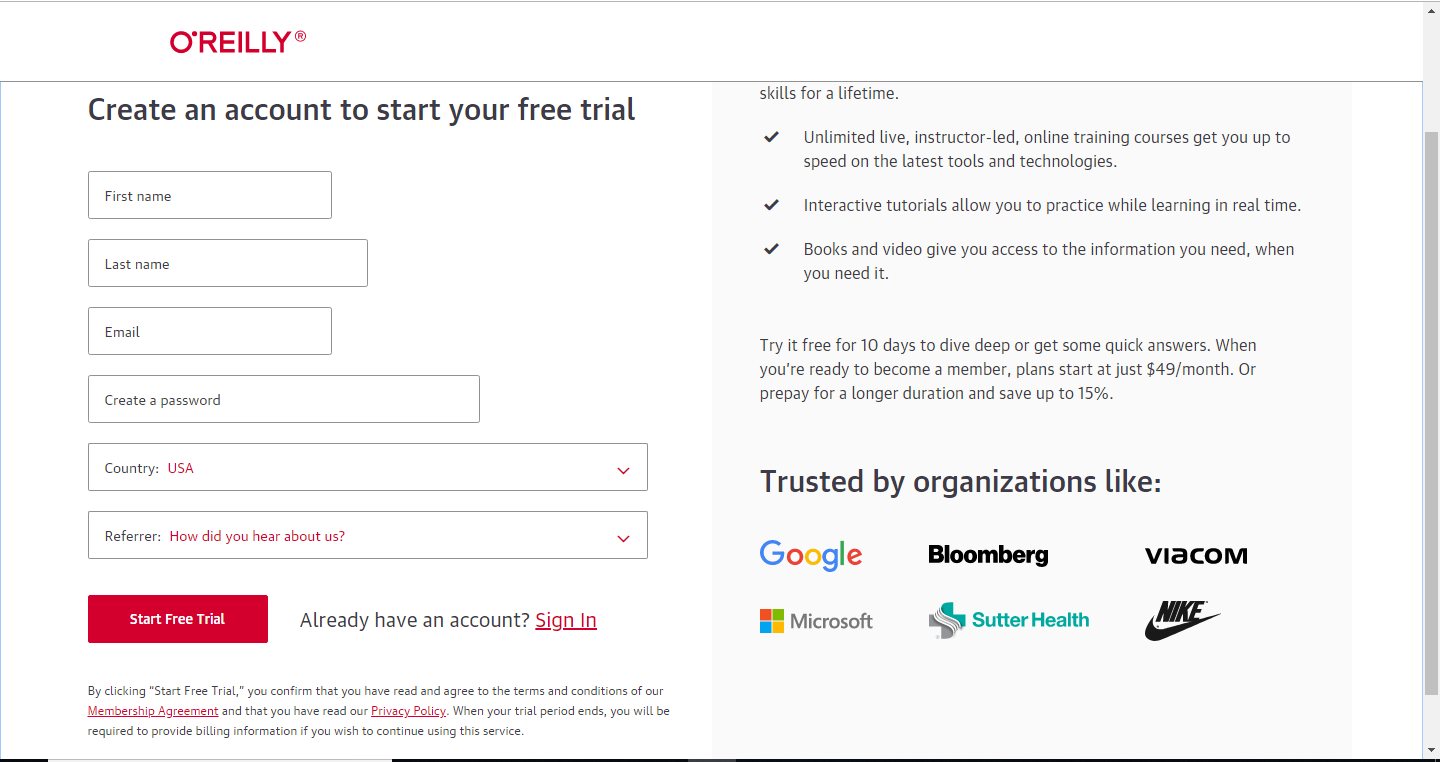 O'REILLY®
Create an account to start your free trial
First name
Last name
Email
Create a password
Country: USA
Referrer: How did you hear about us?
Start Free Trial
Already have an account? Sign In
By clicking “Start Free Trial,” you confirm that you have read and agree to the terms and conditions of our
Membership Agreement and that you have read our Privacy Policy. When your trial period ends, you will be
required to provide billing information if you wish to continue using this service.
skills for a lifetime.
Unlimited live, instructor-led, online training courses get you up to
speed on the latest tools and technologies.
Interactive tutorials allow you to practice while learning in real time.
Books and video give you access to the information you need, when
you need it.
Try it free for 10 days to dive deep or get some quick answers. When
you’re ready to become a member, plans start at just $49/month. Or
prepay for a longer duration and save up to 15%.
Trusted by organizations like:
Google Bloomberg VIACOM
Microsoft Sutter Health NIKE